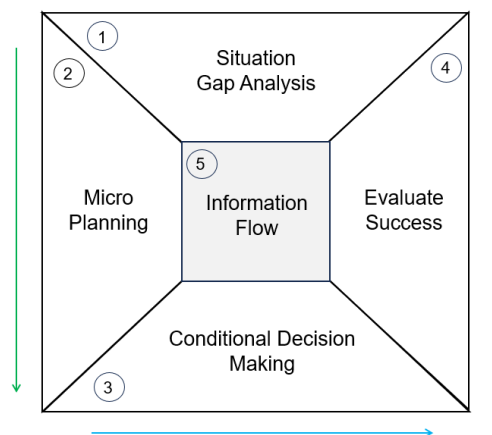 1
Situation
Gap Analysis
2
4
5
Micro
Planning
Information
Flow
Evaluate
Success
Conditional Decision
Making
3